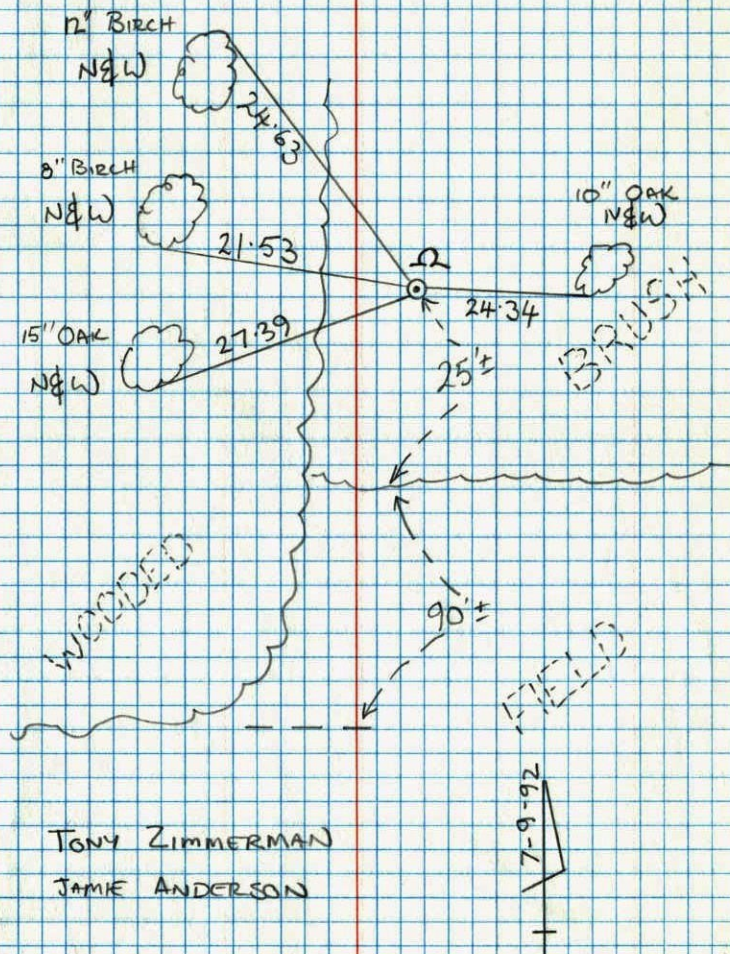 12" BIRCH
N&W
24.63
8" BIRCH
N&W
21.53
10" OAK
N&W
Ω
24.34
BRUSH
15" OAK
N&W
27.39
25'±
WOODED
90'±
FIELD
7-9-92
TONY ZIMMERMAN
JAMIE ANDERSON